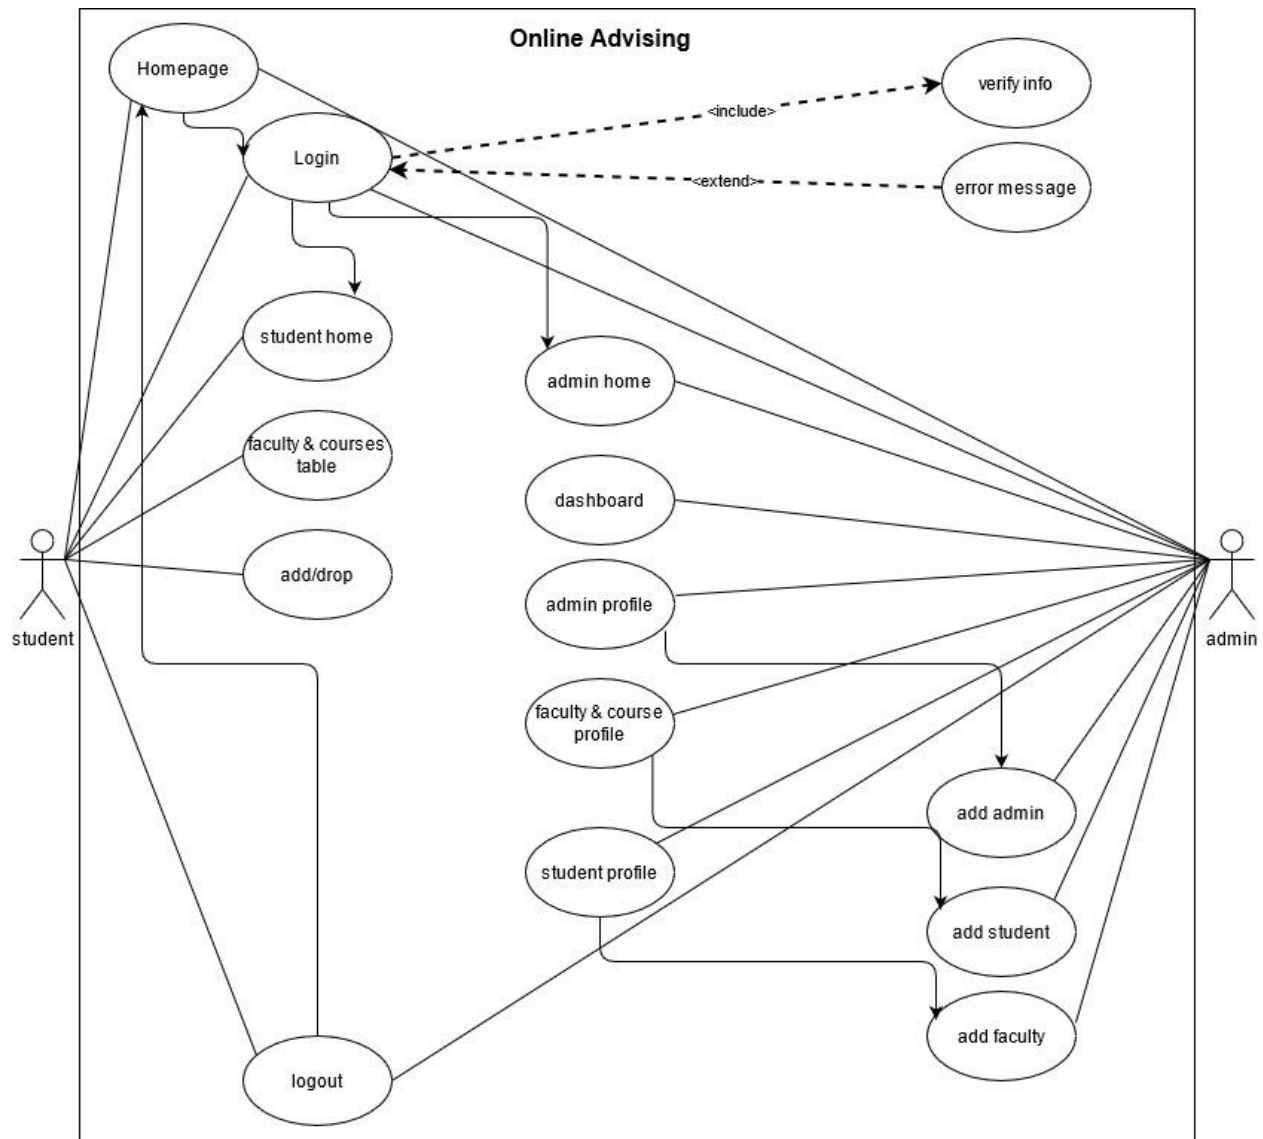 Online Advising
Homepage
verify info
<include>
Login
<extend>
error message
student home
admin home
faculty & courses
table
dashboard
add/drop
admin profile
student
admin
faculty & course
profile
add admin
student profile
add student
add faculty
logout